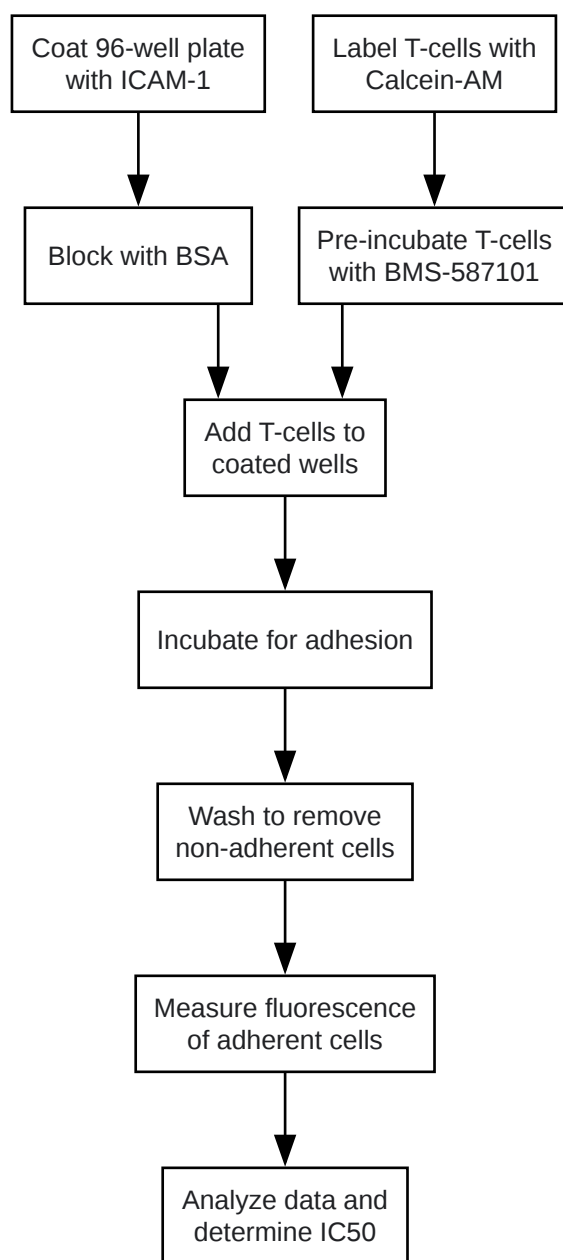 Coat 96-well plate
with ICAM-1
Label T-cells with
Calcein-AM
Block with BSA
Pre-incubate T-cells
with BMS-587101
Add T-cells to
coated wells
Incubate for adhesion
Wash to remove
non-adherent cells
Measure fluorescence
of adherent cells
Analyze data and
determine IC50